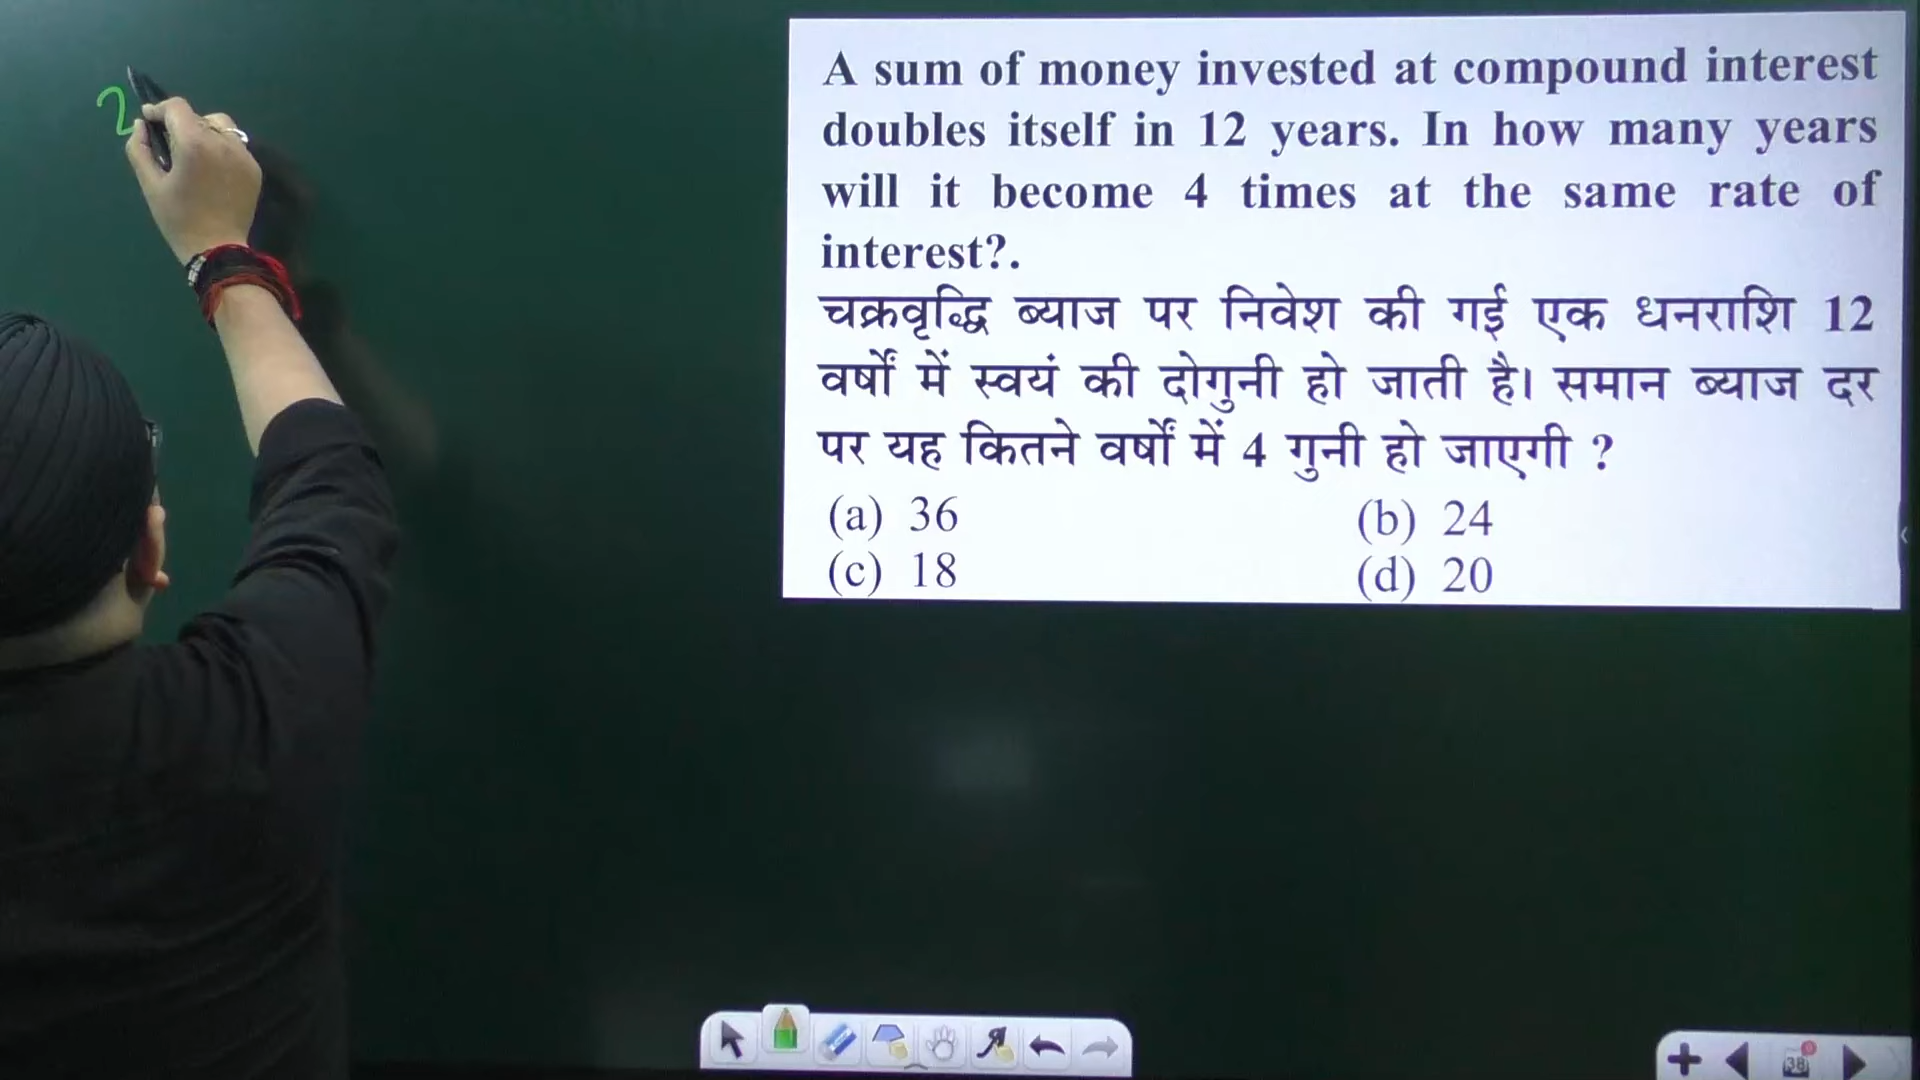 2
A sum of money invested at compound interest
doubles itself in 12 years. In how many years
will it become 4 times at the same rate of
interest?.
चक्रवृद्धि ब्याज पर निवेश की गई एक धनराशि 12
वर्षों में स्वयं की दोगुनी हो जाती है। समान ब्याज दर
पर यह कितने वर्षों में 4 गुनी हो जाएगी ?
(a) 36 (b) 24
(c) 18 (d) 20
38